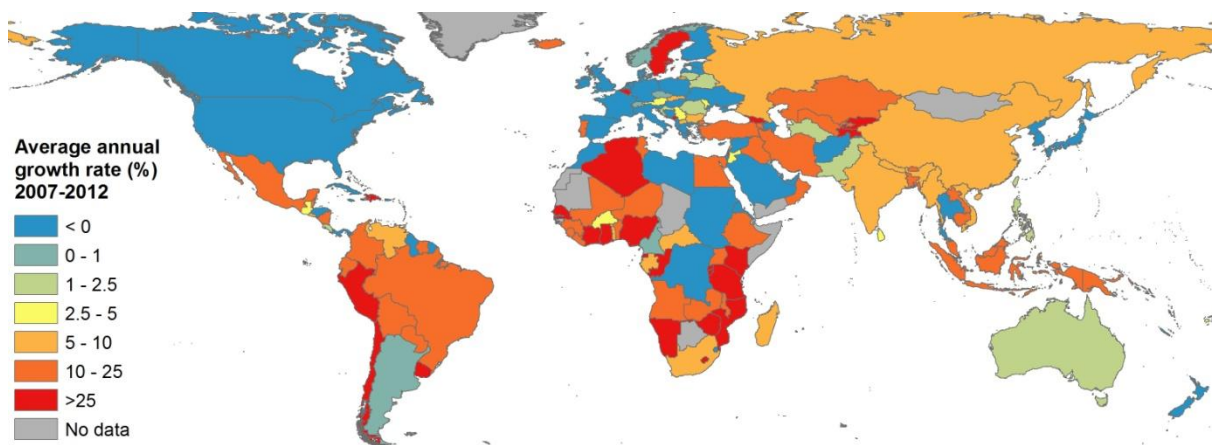 Average annual
growth rate (%)
2007-2012
< 0
0 - 1
1 - 2.5
2.5 - 5
5 - 10
10 - 25
>25
No data